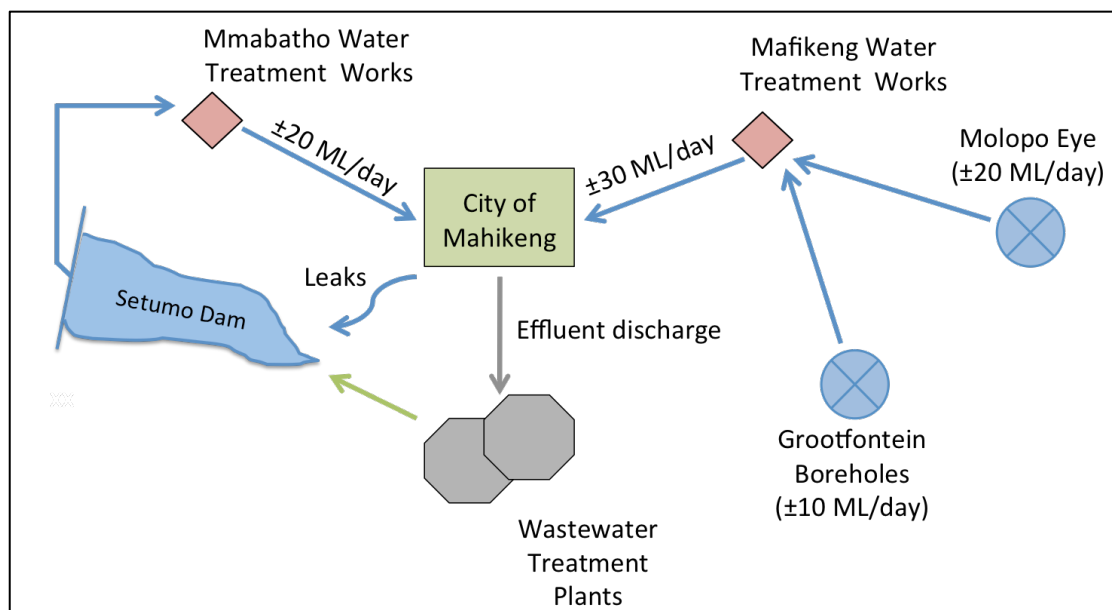 Mmabatho Water
Treatment Works
Mafikeng Water
Treatment Works
±20 ML/day
±30 ML/day
Molopo Eye
(±20 ML/day)
City of
Mahikeng
Leaks
Setumo Dam
Effluent discharge
Grootfontein
Boreholes
(±10 ML/day)
Wastewater
Treatment
Plants